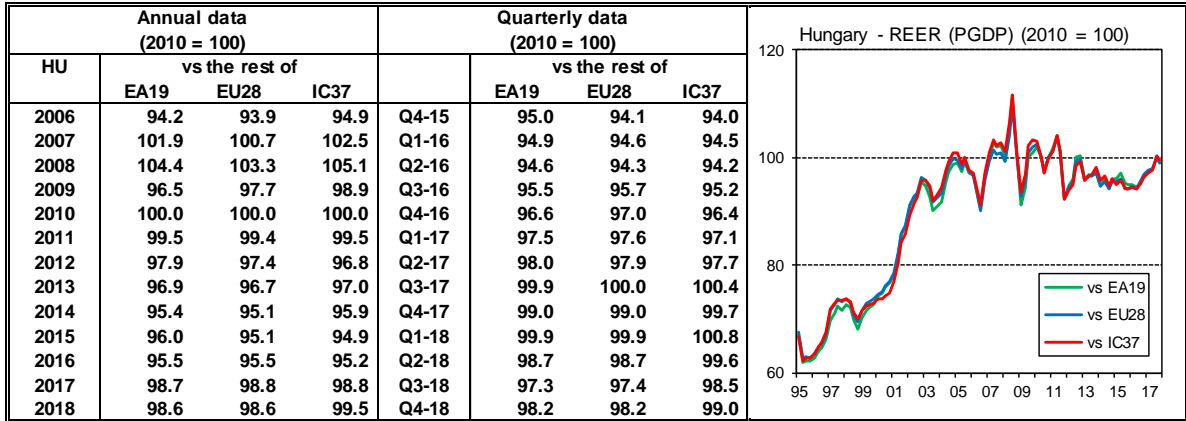 Annual data Quarterly data
(2010 = 100) (2010 = 100)
HU vs the rest of vs the rest of
EA19 EU28 IC37 EA19 EU28 IC37
2006 94.2 93.9 94.9 Q4-15 95.0 94.1 94.0
2007 101.9 100.7 102.5 Q1-16 94.9 94.6 94.5
2008 104.4 103.3 105.1 Q2-16 94.6 94.3 94.2
2009 96.5 97.7 98.9 Q3-16 95.5 95.7 95.2
2010 100.0 100.0 100.0 Q4-16 96.6 97.0 96.4
2011 99.5 99.4 99.5 Q1-17 97.5 97.6 97.1
2012 97.9 97.4 96.8 Q2-17 98.0 97.9 97.7
2013 96.9 96.7 97.0 Q3-17 99.9 100.0 100.4
2014 95.4 95.1 95.9 Q4-17 99.0 99.0 99.7
2015 96.0 95.1 94.9 Q1-18 99.9 99.9 100.8
2016 95.5 95.5 95.2 Q2-18 98.7 98.7 99.6
2017 98.7 98.8 98.8 Q3-18 97.3 97.4 98.5
2018 98.6 98.6 99.5 Q4-18 98.2 98.2 99.0
Hungary - REER (PGDP) (2010 = 100)
120
100
80
60
vs EA19
vs EU28
vs IC37
95 97 99 01 03 05 07 09 11 13 15 17